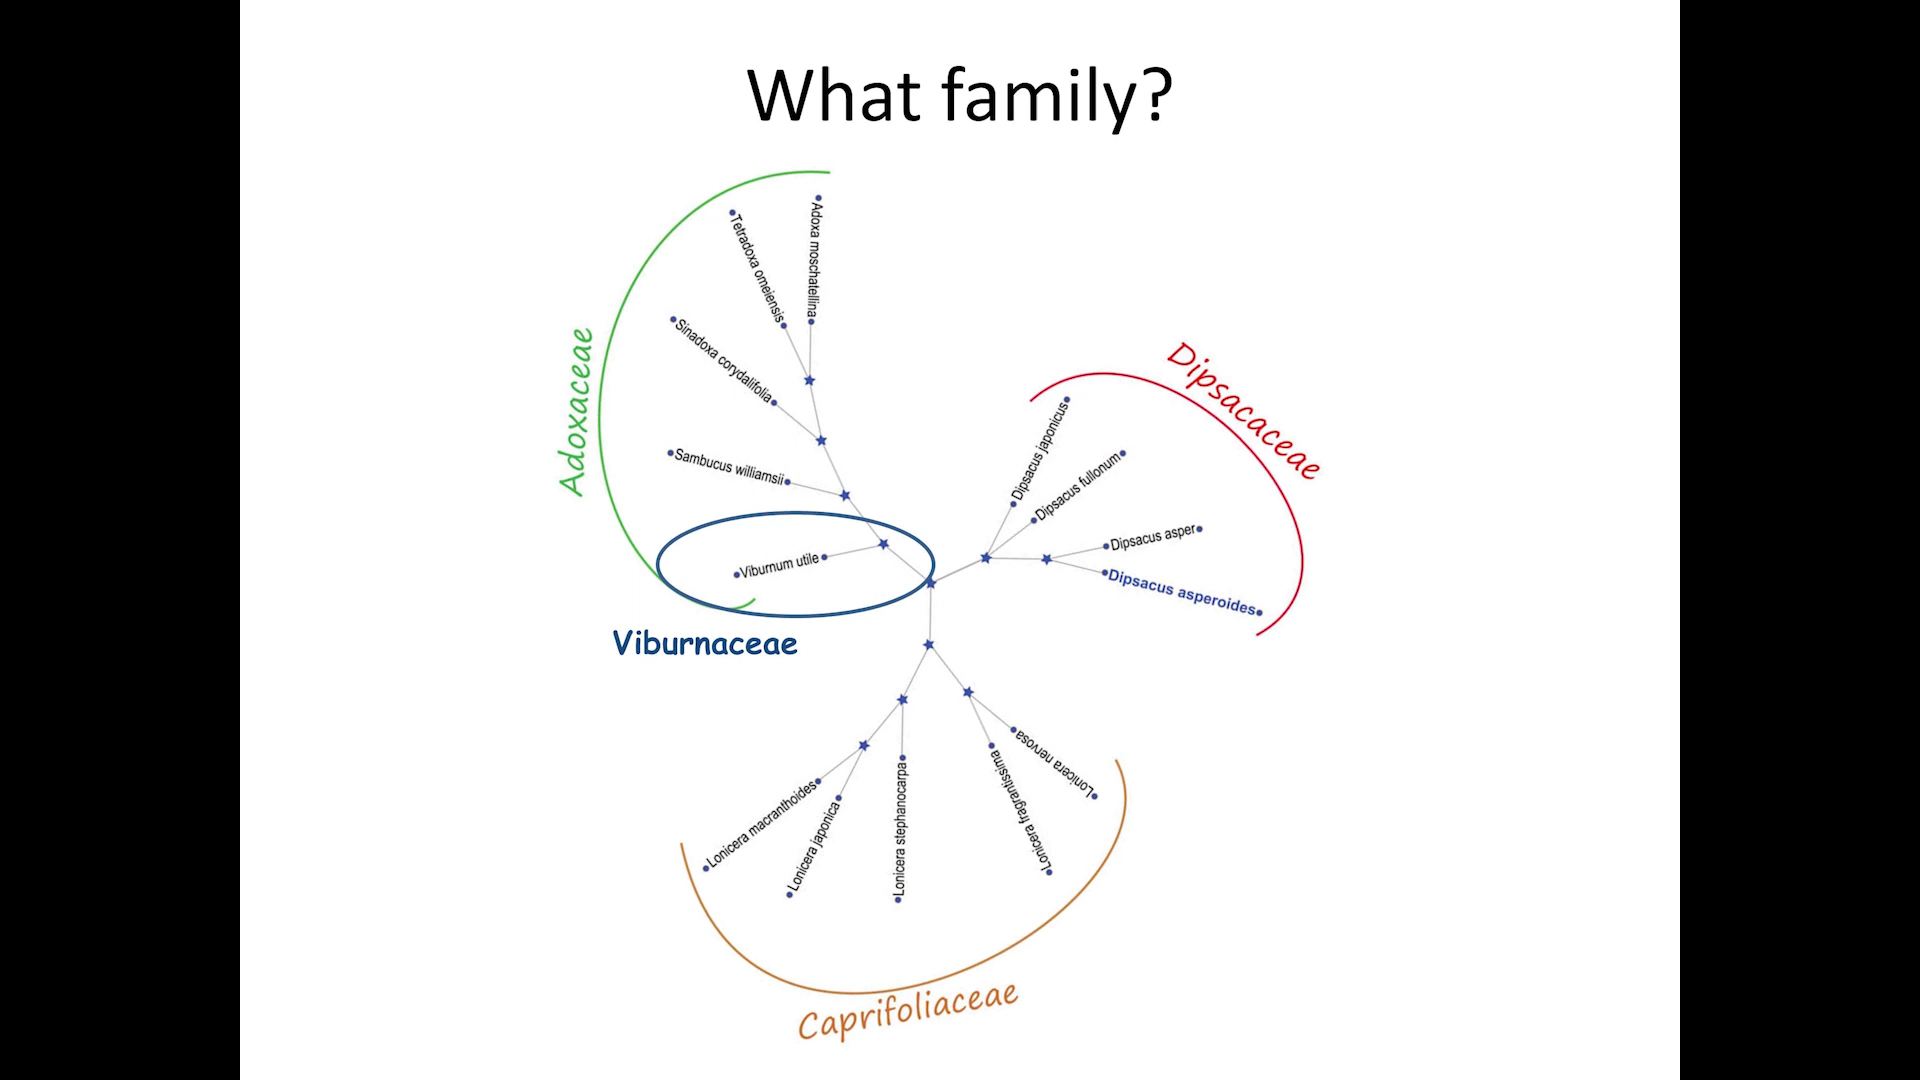 What family?
Adoxaceae
Tetradoxa omeiensis
Adoxa moschatellina
Sinadoxa corydalifolia
Sambucus williamsii
Viburnum utile
Viburnaceae
Dipsacaceae
Dipsacus japonicus
Dipsacus fullonum
Dipsacus asper
Dipsacus asperoides
Lonicera macranthoides
Lonicera japonica
Lonicera stephanocarpa
Lonicera fragrantissima
Lonicera nervosa
Caprifoliaceae